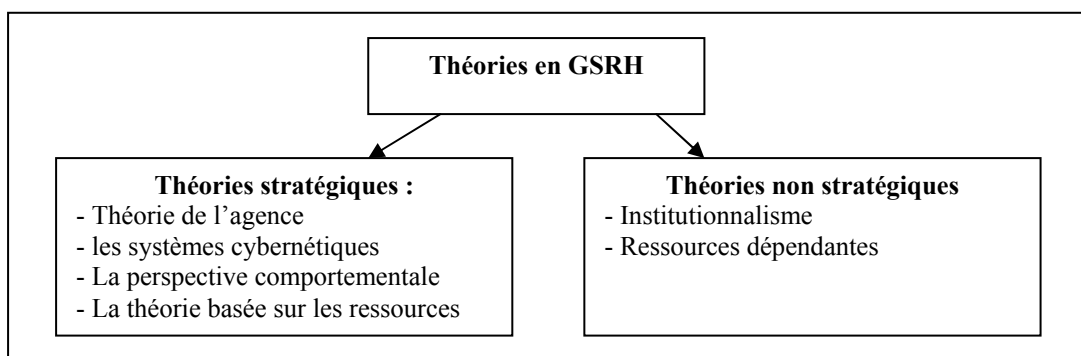 Théories en GSRH
Théories stratégiques :
- Théorie de l’agence
- les systèmes cybernétiques
- La perspective comportementale
- La théorie basée sur les ressources
Théories non stratégiques
- Institutionnalisme
- Ressources dépendantes